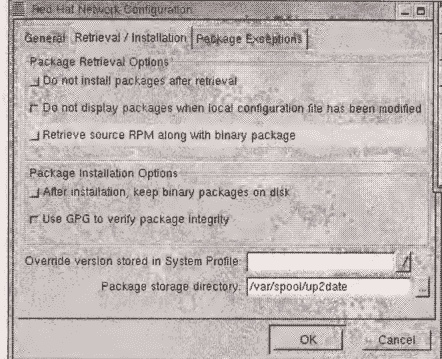 Red Hat Network Configuration
General Retrieval / Installation Package Exceptions
Package Retrieval Options
Do not install packages after retrieval
Do not display packages when local configuration file has been modified
Retrieve source RPM along with binary package
Package Installation Options
After installation, keep binary packages on disk
Use GPG to verify package integrity
Override version stored in System Profile:
Package storage directory: /var/spool/up2date ...
OK Cancel